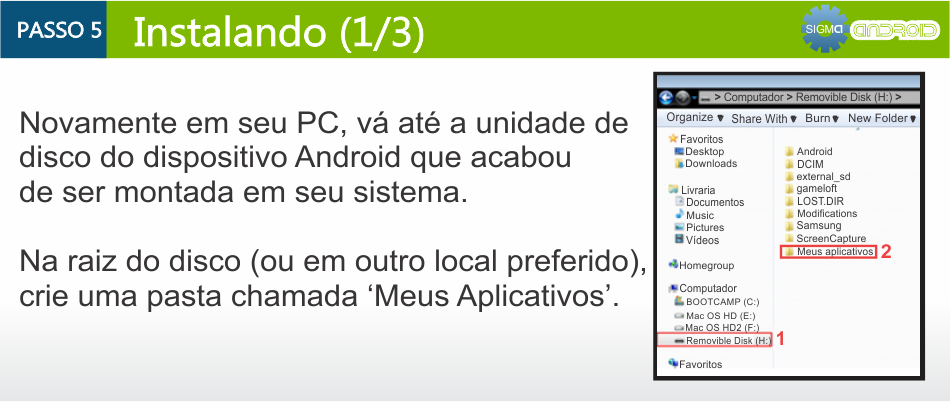 PASSO 5
Instalando (1/3)
SIGMA ANDROID
Novamente em seu PC, vá até a unidade de
disco do dispositivo Android que acabou
de ser montada em seu sistema.
Na raiz do disco (ou em outro local preferido),
crie uma pasta chamada ‘Meus Aplicativos’.
> Computador > Removible Disk (H:) >
Organize Share With Burn New Folder
Favoritos
Desktop
Downloads
Livraria
Documentos
Music
Pictures
Vídeos
Homegroup
Computador
BOOTCAMP (C:)
Mac OS HD (E:)
Mac OS HD2 (F:)
Removible Disk (H:) 1
Favoritos
Android
DCIM
external_sd
gameloft
LOST.DIR
Modifications
Samsung
ScreenCapture
Meus aplicativos 2